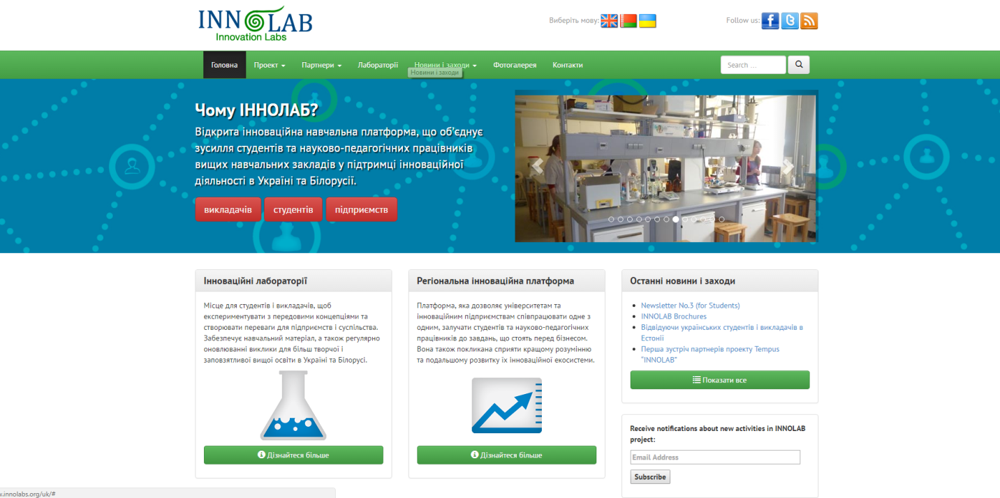 INNOLAB
Innovation Labs
Виберіть мову:
Follow us:
Головна
Проект
Партнери
Лабораторії
Новини і заходи
Фотогалерея
Контакти
Search ...
Новини і заходи
Чому ІННОЛАБ?
Відкрита інноваційна навчальна платформа, що об'єднує
зусилля студентів та науково-педагогічних працівників
вищих навчальних закладів у підтримці інноваційної
діяльності в Україні та Білорусії.
викладачів
студентів
підприємств
Інноваційні лабораторії
Місце для студентів і викладачів, щоб
експериментувати з передовими концепціями та
створювати переваги для підприємств і суспільства.
Забезпечує навчальний матеріал, а також регулярно
оновлюванні виклики для більш творчої і
заповзятливої вищої освіти в Україні та Білорусі.
Дізнайтеся більше
Регіональна інноваційна платформа
Платформа, яка дозволяє університетам та
інноваційним підприємствам співпрацювати одне з
одним, залучати студентів та науково-педагогічних
працівників до завдань, що стоять перед бізнесом.
Вона також покликана сприяти кращому розумінню
та подальшому розвитку їх інноваційної екосистеми.
Дізнайтеся більше
Останні новини і заходи
Newsletter No.3 (for Students)
INNOLAB Brochures
Відвідуючи українських студентів і викладачів в
Естонії
Перша зустріч партнерів проекту Tempus
"INNOLAB"
Показати все
Receive notifications about new activities in INNOLAB
project:
Email Address
Subscribe
.innolabs.org/uk/#